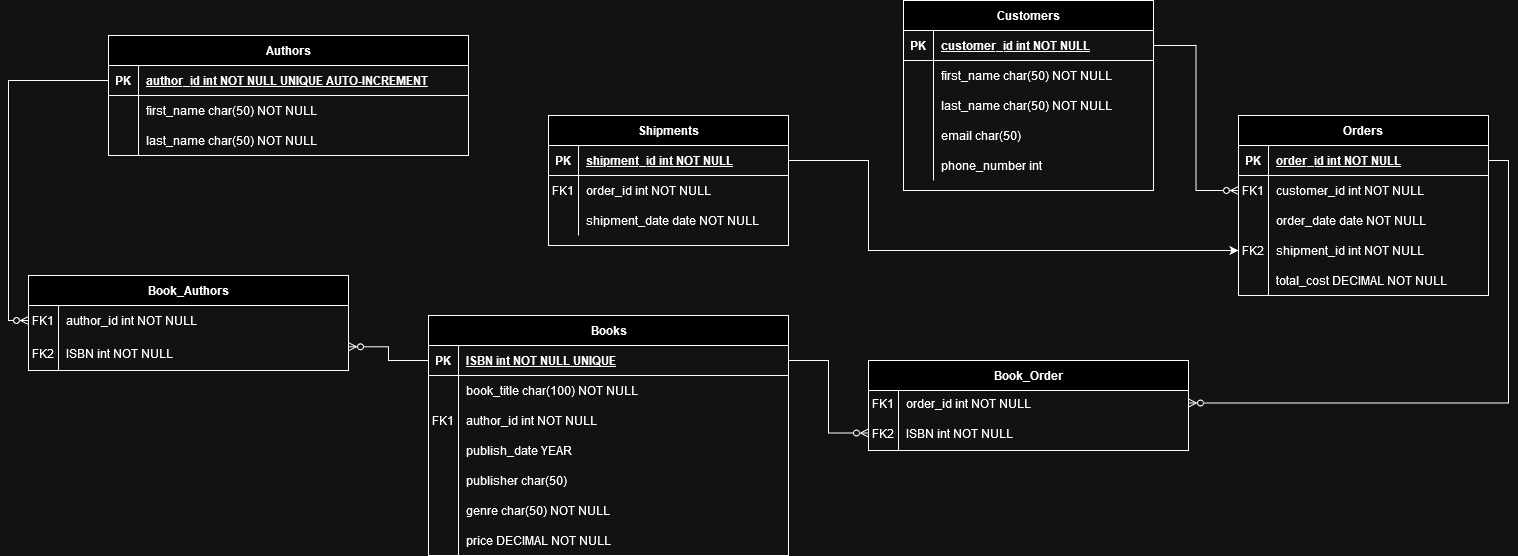 Authors
PK author_id int NOT NULL UNIQUE AUTO-INCREMENT
first_name char(50) NOT NULL
last_name char(50) NOT NULL
Shipments
PK shipment_id int NOT NULL
FK1 order_id int NOT NULL
shipment_date date NOT NULL
Customers
PK customer_id int NOT NULL
first_name char(50) NOT NULL
last_name char(50) NOT NULL
email char(50)
phone_number int
Orders
PK order_id int NOT NULL
FK1 customer_id int NOT NULL
order_date date NOT NULL
FK2 shipment_id int NOT NULL
total_cost DECIMAL NOT NULL
Book_Authors
FK1 author_id int NOT NULL
FK2 ISBN int NOT NULL
Books
PK ISBN int NOT NULL UNIQUE
book_title char(100) NOT NULL
FK1 author_id int NOT NULL
publish_date YEAR
publisher char(50)
genre char(50) NOT NULL
price DECIMAL NOT NULL
Book_Order
FK1 order_id int NOT NULL
FK2 ISBN int NOT NULL